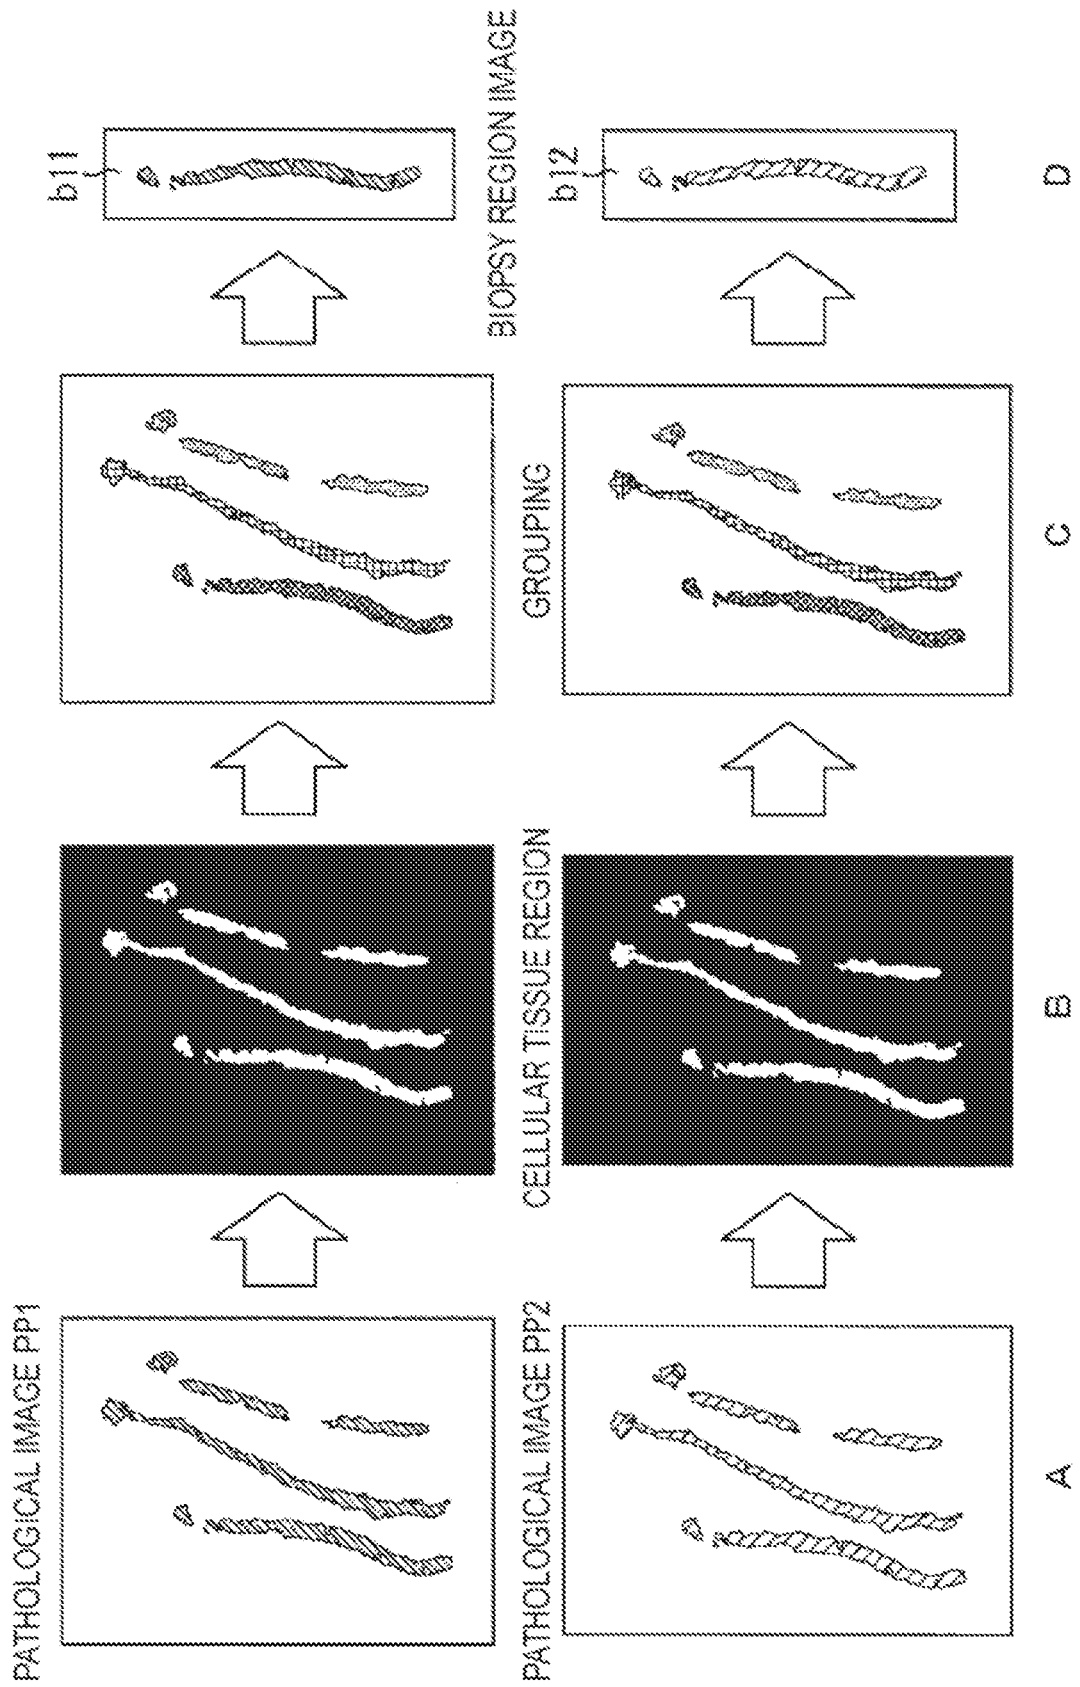 PATHOLOGICAL IMAGE PP1
b11
CELLULAR TISSUE REGION
GROUPING
BIOPSY REGION IMAGE
PATHOLOGICAL IMAGE PP2
b12
A
B
C
D